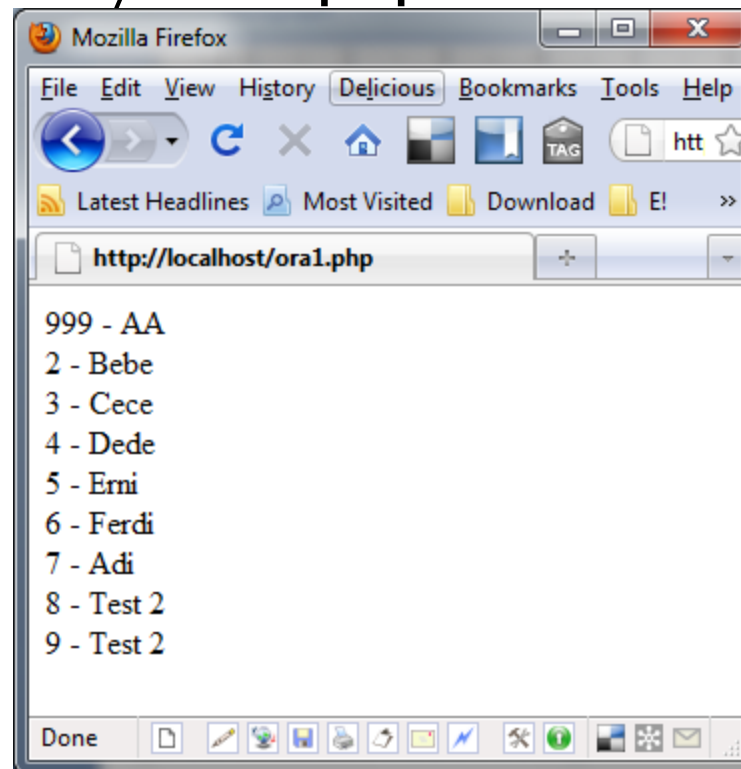 Mozilla Firefox
File Edit View History Delicious Bookmarks Tools Help
TAG htt
Latest Headlines Most Visited Download E! »
http://localhost/ora1.php
999 - AA
2 - Bebe
3 - Cece
4 - Dede
5 - Erni
6 - Ferdi
7 - Adi
8 - Test 2
9 - Test 2
Done